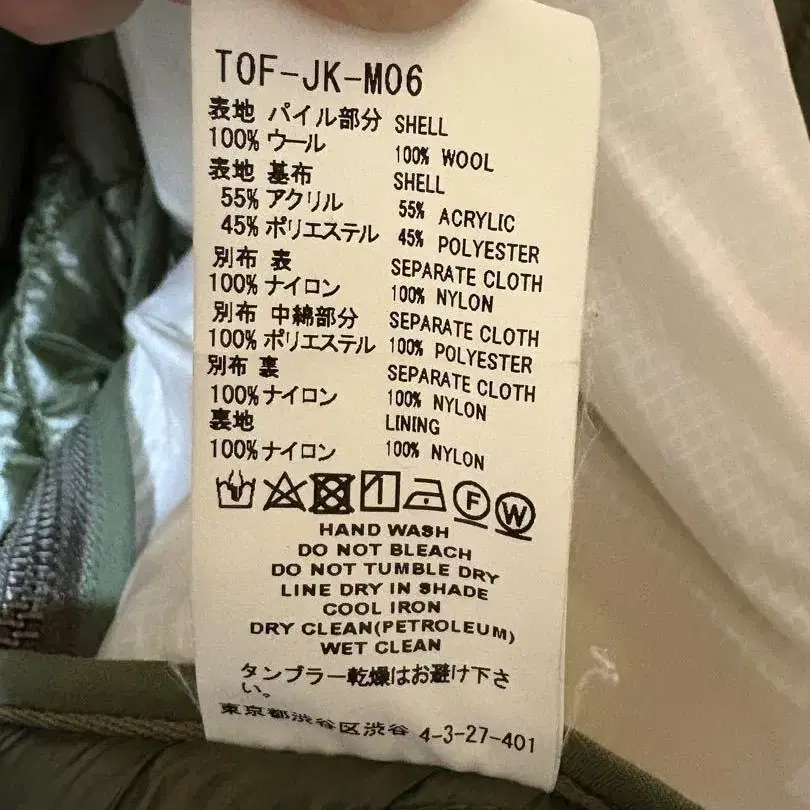 TOF-JK-M06
表地 パイル部分 SHELL
100% ウール 100% WOOL
表地 基布 SHELL
55% アクリル 55% ACRYLIC
45% ポリエステル 45% POLYESTER
別布 表 SEPARATE CLOTH
100% ナイロン 100% NYLON
別布 中綿部分 SEPARATE CLOTH
100% ポリエステル 100% POLYESTER
別布 裏 SEPARATE CLOTH
100% ナイロン 100% NYLON
裏地 LINING
100% ナイロン 100% NYLON
F W
HAND WASH
DO NOT BLEACH
DO NOT TUMBLE DRY
LINE DRY IN SHADE
COOL IRON
DRY CLEAN(PETROLEUM)
WET CLEAN
タンブラー乾燥はお避け下さ
い。
東京都渋谷区渋谷 4-3-27-401